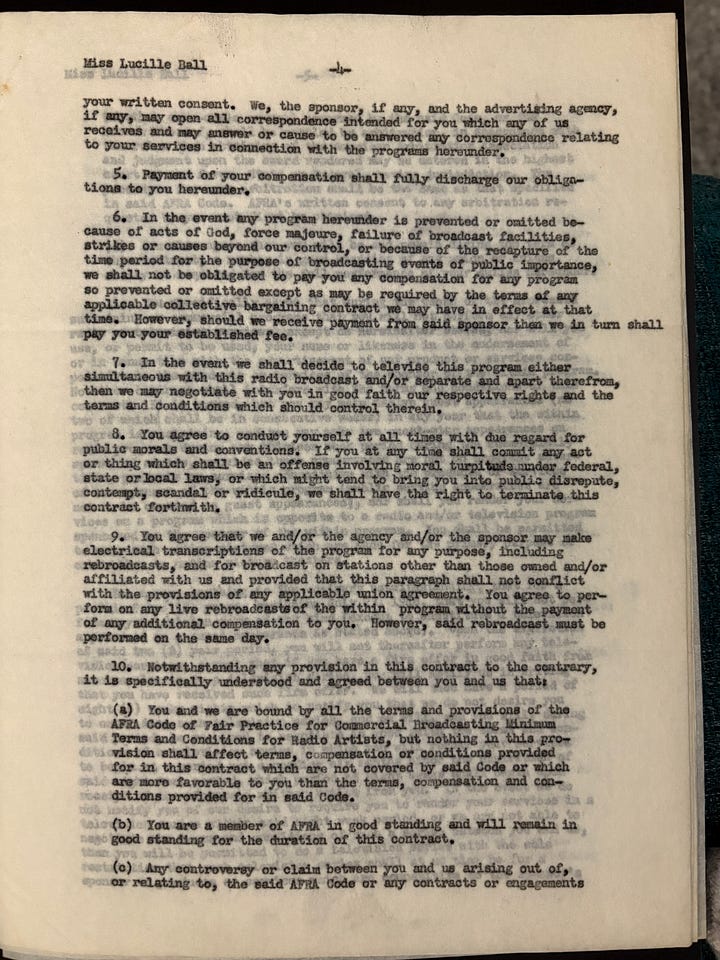 Miss Lucille Ball -4-
your written consent. We, the sponsor, if any, and the advertising agency,
if any, may open all correspondence intended for you which any of us
receives and may answer or cause to be answered any correspondence relating
to your services in connection with the programs hereunder.
5. Payment of your compensation shall fully discharge our obliga-
tions to you hereunder.
6. In the event any program hereunder is prevented or omitted be-
cause of acts of God, force majeure, failure of broadcast facilities,
strikes or causes beyond our control, or because of the recapture of the
time period for the purpose of broadcasting events of public importance,
we shall not be obligated to pay you any compensation for any program
so prevented or omitted except as may be required by the terms of any
applicable collective bargaining contract we may have in effect at that
time. However, should we receive payment from said sponsor then we in turn shall
pay you your established fee.
7. In the event we shall decide to televise this program either
simultaneous with this radio broadcast and/or separate and apart therefrom,
then we may negotiate with you in good faith our respective rights and the
terms and conditions which should control therein.
8. You agree to conduct yourself at all times with due regard for
public morals and conventions. If you at any time shall commit any act
or thing which shall be an offense involving moral turpitude under federal,
state or local laws, or which might tend to bring you into public disrepute,
contempt, scandal or ridicule, we shall have the right to terminate this
contract forthwith.
9. You agree that we and/or the agency and/or the sponsor may make
electrical transcriptions of the program for any purpose, including
rebroadcasts, and for broadcast on stations other than those owned and/or
affiliated with us and provided that this paragraph shall not conflict
with the provisions of any applicable union agreement. You agree to per-
form on any live rebroadcasts of the within program without the payment
of any additional compensation to you. However, said rebroadcast must be
performed on the same day.
10. Notwithstanding any provision in this contract to the contrary,
it is specifically understood and agreed between you and us that:
(a) You and we are bound by all the terms and provisions of the
AFRA Code of Fair Practice for Commercial Broadcasting Minimum
Terms and Conditions for Radio Artists, but nothing in this pro-
vision shall affect terms, compensation or conditions provided
for in this contract which are not covered by said Code or which
are more favorable to you than the terms, compensation and con-
ditions provided for in said Code.
(b) You are a member of AFRA in good standing and will remain in
good standing for the duration of this contract.
(c) Any controversy or claim between you and us arising out of,
or relating to, the said AFRA Code or any contracts or engagements